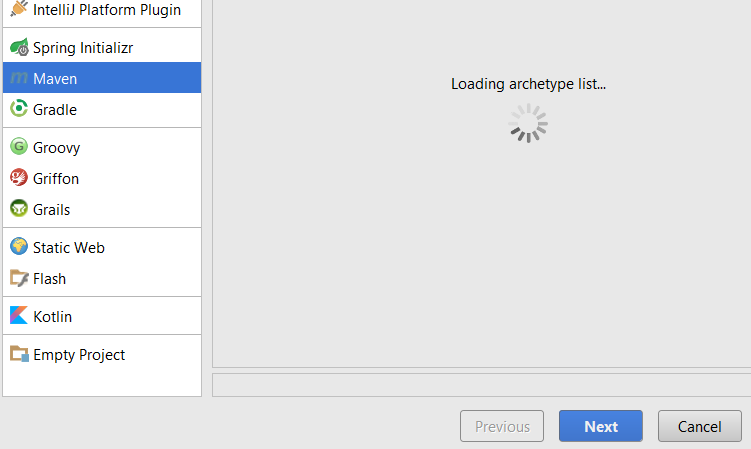 IntelliJ Platform Plugin
Spring Initializr
Maven
Gradle
Groovy
Griffon
Grails
Static Web
Flash
Kotlin
Empty Project
Loading archetype list...
Previous
Next
Cancel